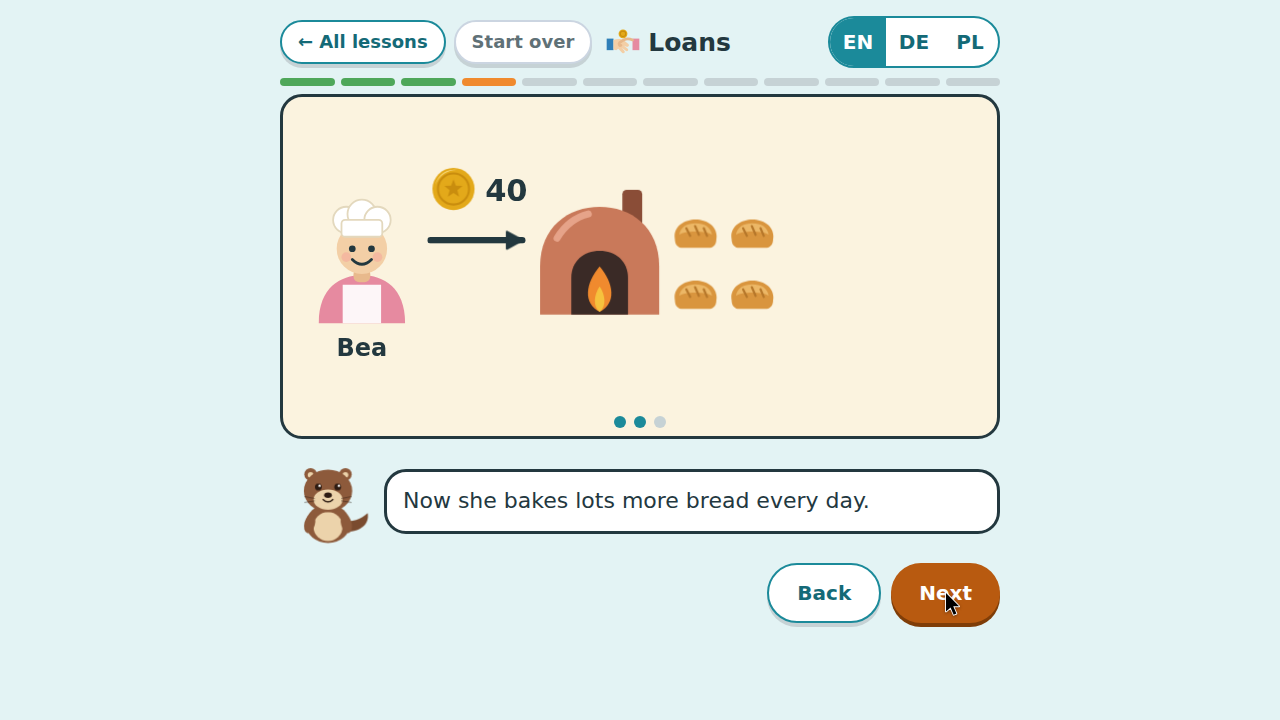 ← All lessons
Start over
Loans
EN
DE
PL
40
Bea
Now she bakes lots more bread every day.
Back
Next